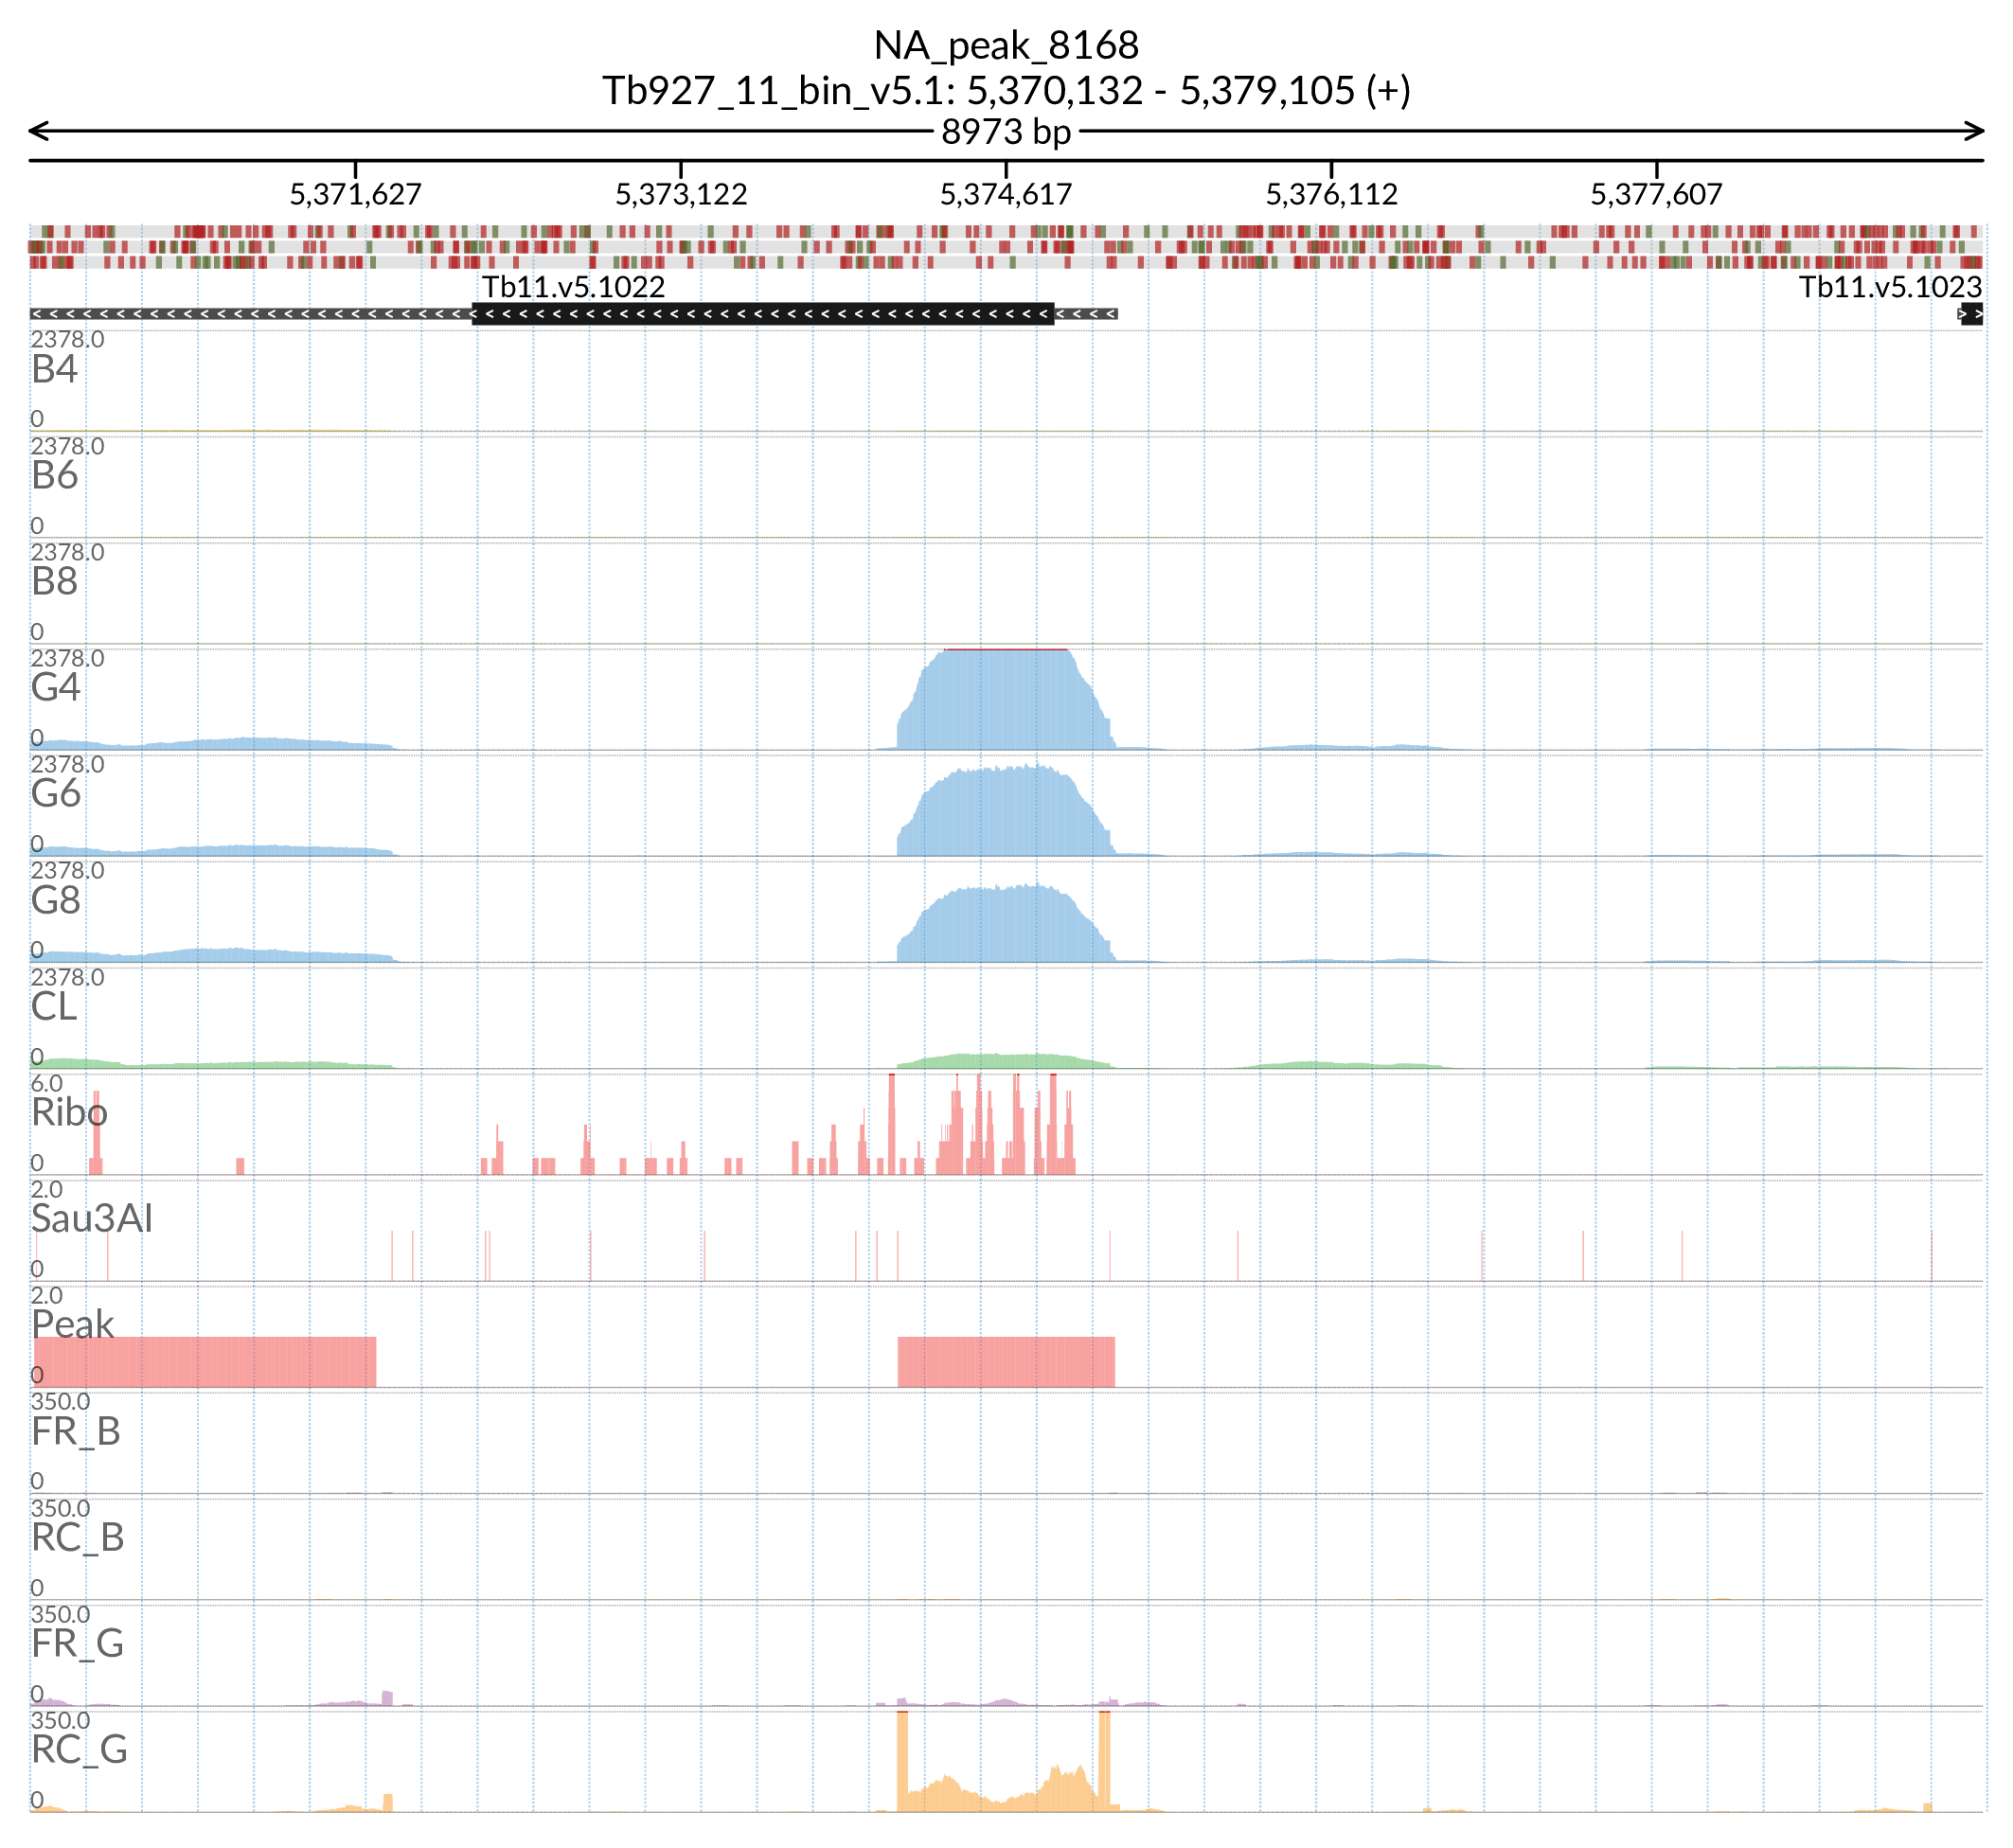 NA_peak_8168
Tb927_11_bin_v5.1: 5,370,132 - 5,379,105 (+)
8973 bp
5,371,627 5,373,122 5,374,617 5,376,112 5,377,607
Tb11.v5.1022 Tb11.v5.1023
2378.0
B4
0
2378.0
B6
0
2378.0
B8
0
2378.0
G4
0
2378.0
G6
0
2378.0
G8
0
2378.0
CL
0
6.0
Ribo
0
2.0
Sau3AI
0
2.0
Peak
0
350.0
FR_B
0
350.0
RC_B
0
350.0
FR_G
0
350.0
RC_G
0